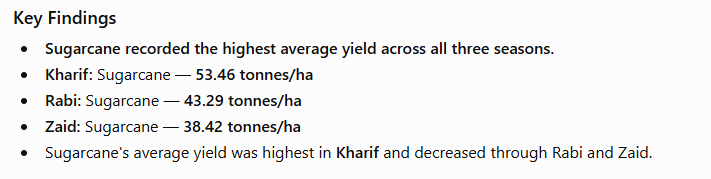 Key Findings
• Sugarcane recorded the highest average yield across all three seasons.
• Kharif: Sugarcane — 53.46 tonnes/ha
• Rabi: Sugarcane — 43.29 tonnes/ha
• Zaid: Sugarcane — 38.42 tonnes/ha
• Sugarcane's average yield was highest in Kharif and decreased through Rabi and Zaid.